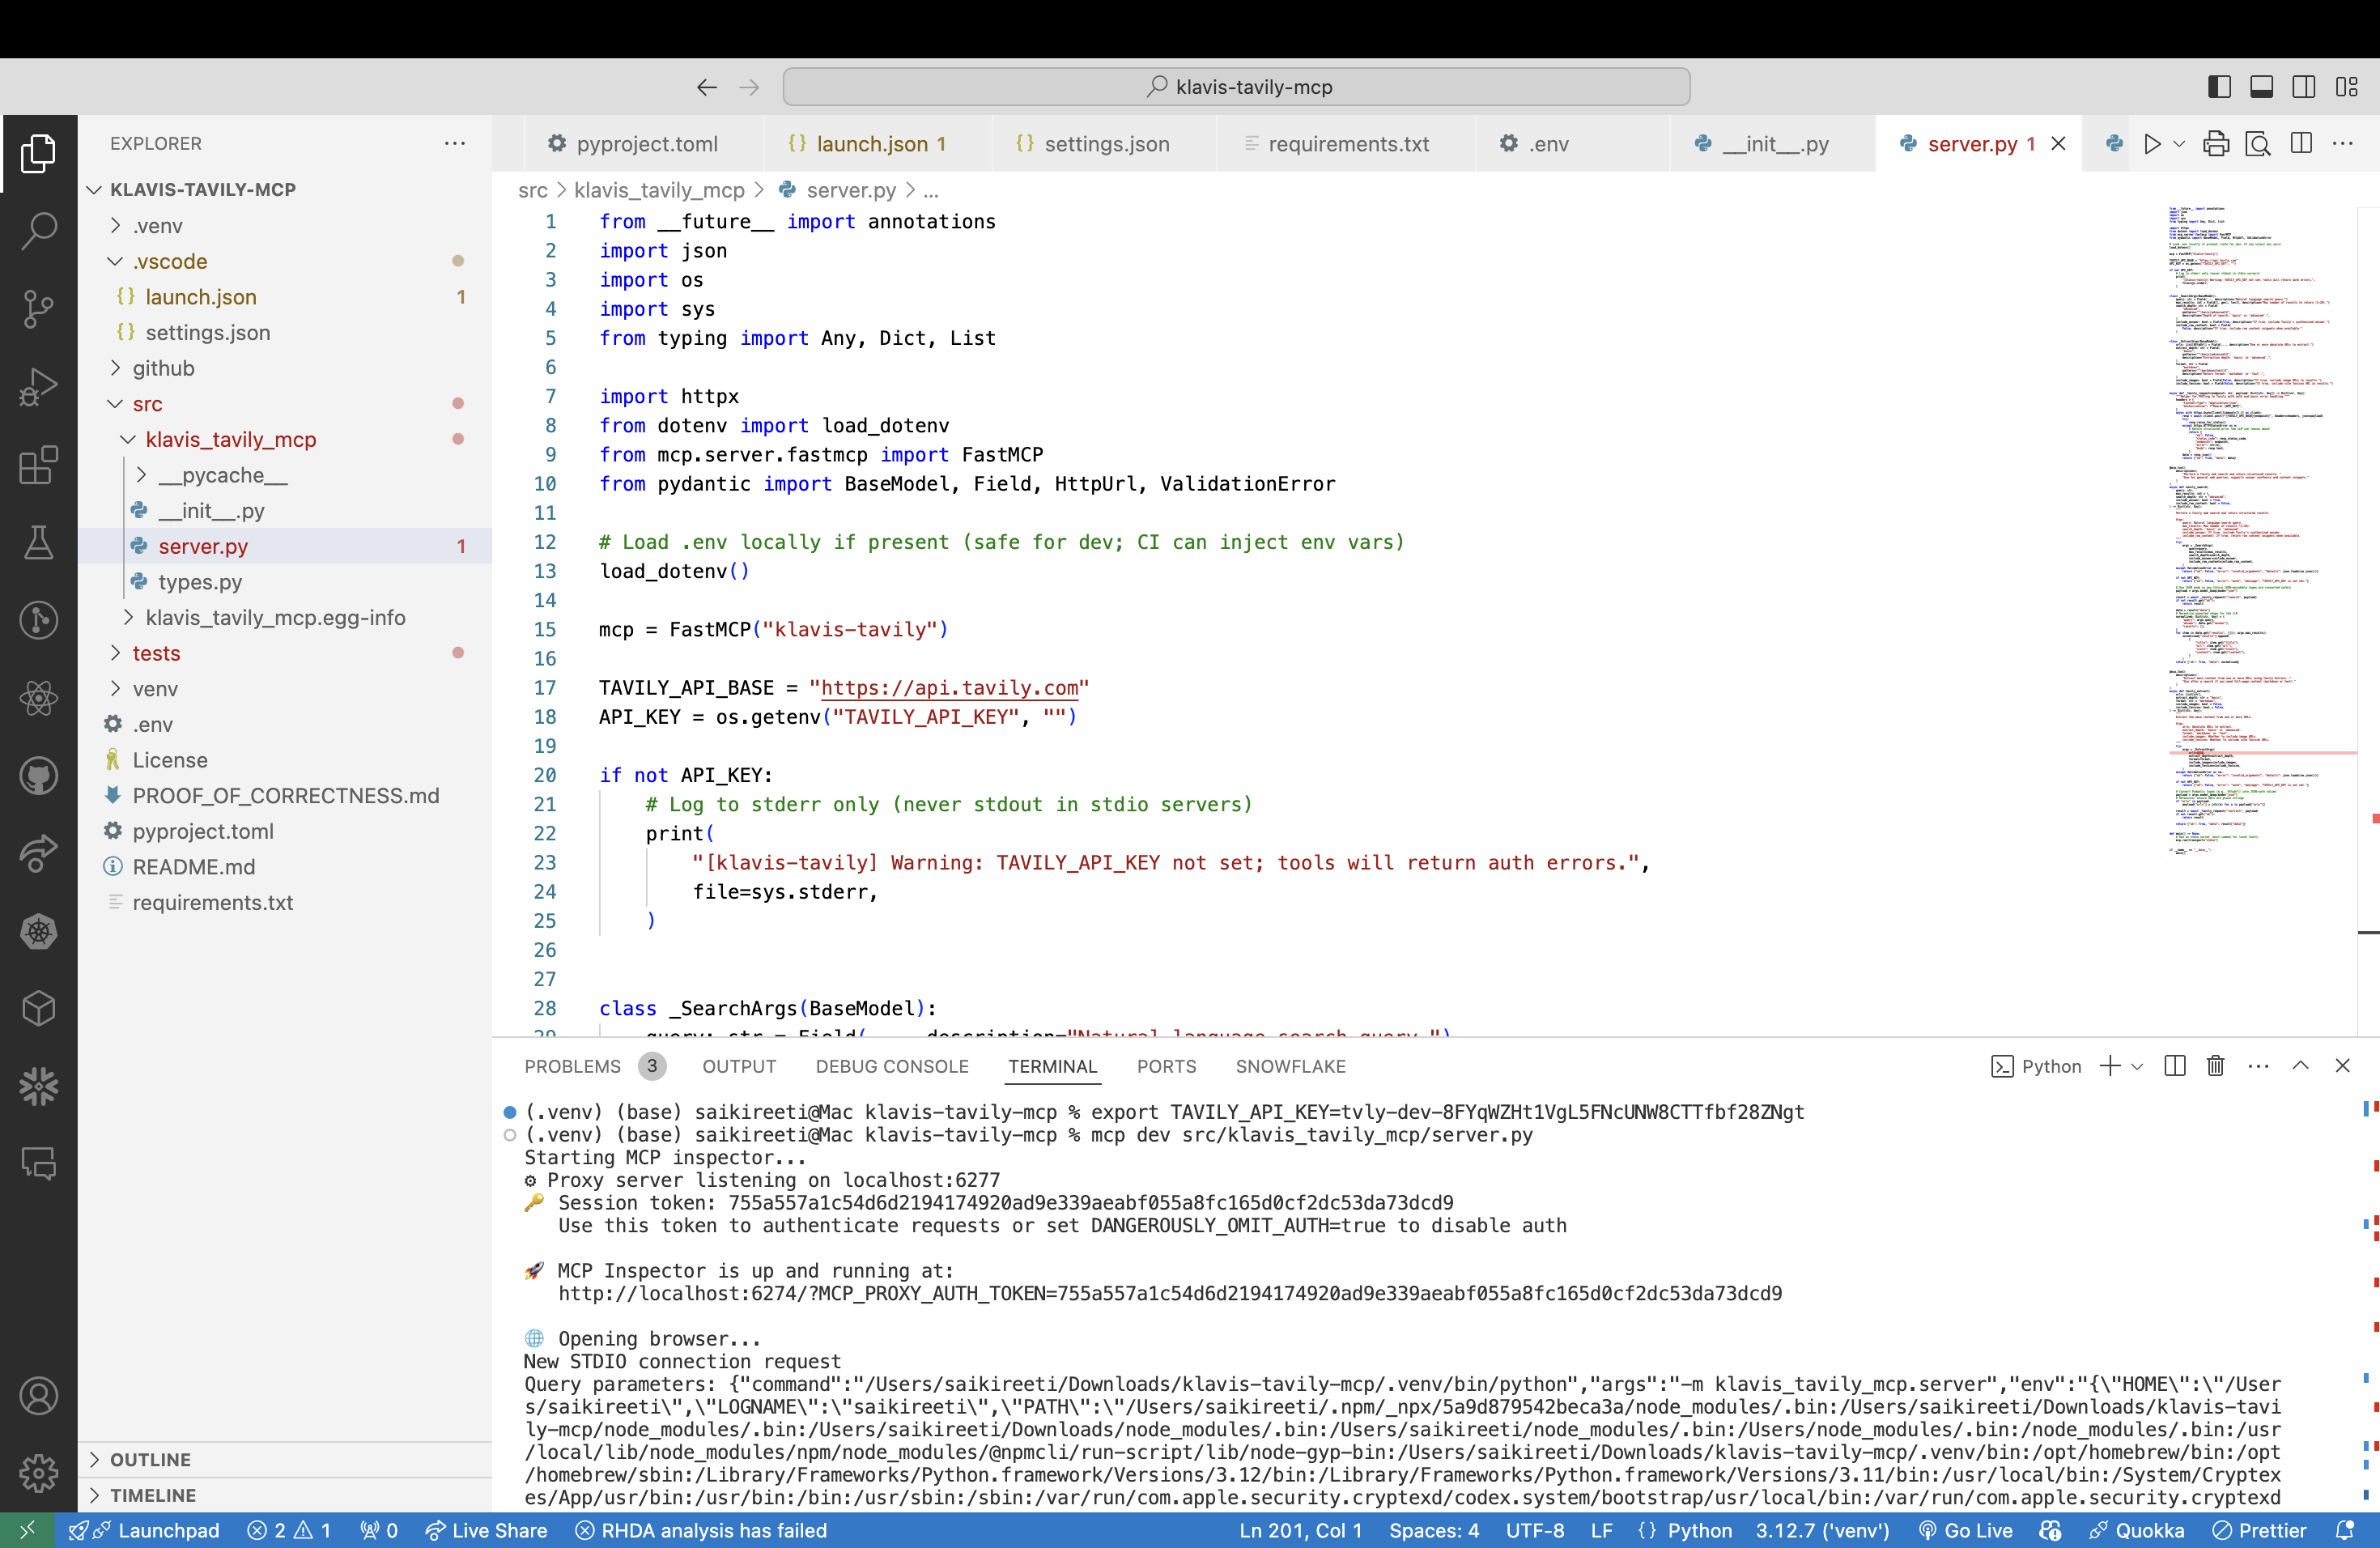 klavis-tavily-mcp
EXPLORER
KLAVIS-TAVILY-MCP
.venv
.vscode
launch.json 1
settings.json
github
src
klavis_tavily_mcp
__pycache__
__init__.py
server.py 1
types.py
klavis_tavily_mcp.egg-info
tests
venv
.env
License
PROOF_OF_CORRECTNESS.md
pyproject.toml
README.md
requirements.txt
OUTLINE
TIMELINE
pyproject.toml launch.json 1 settings.json requirements.txt .env __init__.py server.py 1
src > klavis_tavily_mcp > server.py > ...
1 from __future__ import annotations
2 import json
3 import os
4 import sys
5 from typing import Any, Dict, List
6
7 import httpx
8 from dotenv import load_dotenv
9 from mcp.server.fastmcp import FastMCP
10 from pydantic import BaseModel, Field, HttpUrl, ValidationError
11
12 # Load .env locally if present (safe for dev; CI can inject env vars)
13 load_dotenv()
14
15 mcp = FastMCP("klavis-tavily")
16
17 TAVILY_API_BASE = "https://api.tavily.com"
18 API_KEY = os.getenv("TAVILY_API_KEY", "")
19
20 if not API_KEY:
21 # Log to stderr only (never stdout in stdio servers)
22 print(
23 "[klavis-tavily] Warning: TAVILY_API_KEY not set; tools will return auth errors.",
24 file=sys.stderr,
25 )
26
27
28 class _SearchArgs(BaseModel):
29 query: str = Field(..., description="Natural language search query.")
PROBLEMS 3 OUTPUT DEBUG CONSOLE TERMINAL PORTS SNOWFLAKE Python
(.venv) (base) saikireeti@Mac klavis-tavily-mcp % export TAVILY_API_KEY=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
(.venv) (base) saikireeti@Mac klavis-tavily-mcp % mcp dev src/klavis_tavily_mcp/server.py
Starting MCP inspector...
⚙ Proxy server listening on localhost:6277
🔑 Session token: 755a557a1c54d6d2194174920ad9e339aeabf055a8fc165d0cf2dc53da73dcd9
Use this token to authenticate requests or set DANGEROUSLY_OMIT_AUTH=true to disable auth
🚀 MCP Inspector is up and running at:
http://localhost:6274/?MCP_PROXY_AUTH_TOKEN=755a557a1c54d6d2194174920ad9e339aeabf055a8fc165d0cf2dc53da73dcd9
🌐 Opening browser...
New STDIO connection request
Query parameters: {"command":"/Users/saikireeti/Downloads/klavis-tavily-mcp/.venv/bin/python","args":"-m klavis_tavily_mcp.server","env":"{\"HOME\":\"/User
s/saikireeti\",\"LOGNAME\":\"saikireeti\",\"PATH\":\"/Users/saikireeti/.npm/_npx/5a9d879542beca3a/node_modules/.bin:/Users/saikireeti/Downloads/klavis-tavi
ly-mcp/node_modules/.bin:/Users/saikireeti/Downloads/node_modules/.bin:/Users/saikireeti/node_modules/.bin:/Users/node_modules/.bin:/node_modules/.bin:/usr
/local/lib/node_modules/npm/node_modules/@npmcli/run-script/lib/node-gyp-bin:/Users/saikireeti/Downloads/klavis-tavily-mcp/.venv/bin:/opt/homebrew/bin:/opt
/homebrew/sbin:/Library/Frameworks/Python.framework/Versions/3.12/bin:/Library/Frameworks/Python.framework/Versions/3.11/bin:/usr/local/bin:/System/Cryptex
es/App/usr/bin:/usr/bin:/bin:/usr/sbin:/sbin:/var/run/com.apple.security.cryptexd/codex.system/bootstrap/usr/local/bin:/var/run/com.apple.security.cryptexd
Launchpad 2 1 0 Live Share RHDA analysis has failed Ln 201, Col 1 Spaces: 4 UTF-8 LF {} Python 3.12.7 ('venv') Go Live Quokka Prettier